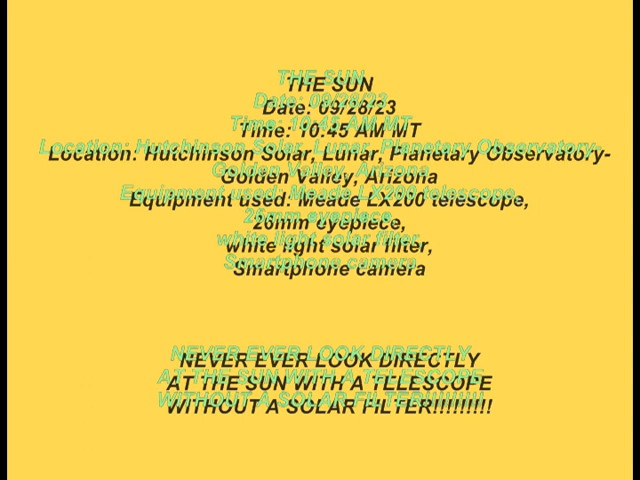 THE SUN
Date: 09/28/23
Time: 10:45 AM MT
Location: Hutchinson Solar, Lunar, Planetary Observatory-
Golden Valley, Arizona
Equipment used: Meade LX200 telescope,
26mm eyepiece,
white light solar filter,
Smartphone camera
NEVER EVER LOOK DIRECTLY
AT THE SUN WITH A TELESCOPE
WITHOUT A SOLAR FILTER!!!!!!!!!